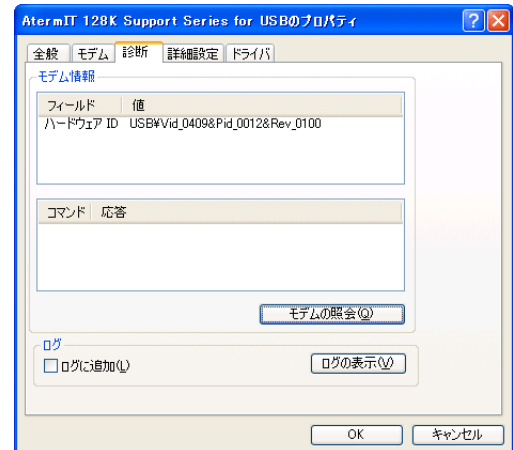 AtermIT 128K Support Series for USBのプロパティ
全般 モデム 診断 詳細設定 ドライバ
モデム情報
フィールド 値
ハードウェア ID USB¥Vid_0409&Pid_0012&Rev_0100
コマンド 応答
モデムの照会(Q)
ログ
ログに追加(L)
ログの表示(V)
OK キャンセル